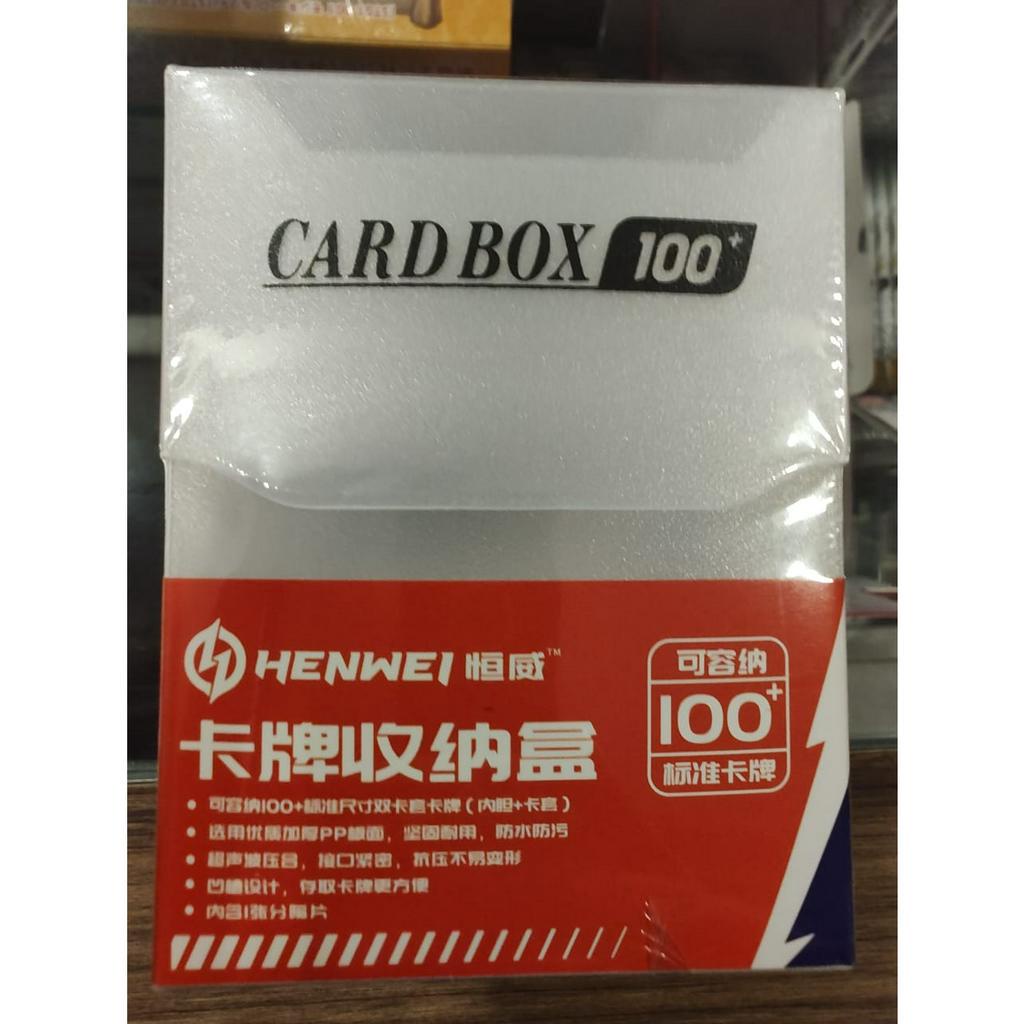 CARD BOX 100+
HENWEI 恒威™
卡牌收纳盒
可容纳
100+
标准卡牌
• 可容纳100+标准尺寸双卡套卡牌（内胆+卡套）
• 选用优质加厚PP板面，坚固耐用，防水防污
• 超声波压合，接口紧密，抗压不易变形
• 凹槽设计，存取卡牌更方便
• 内含1张分隔片